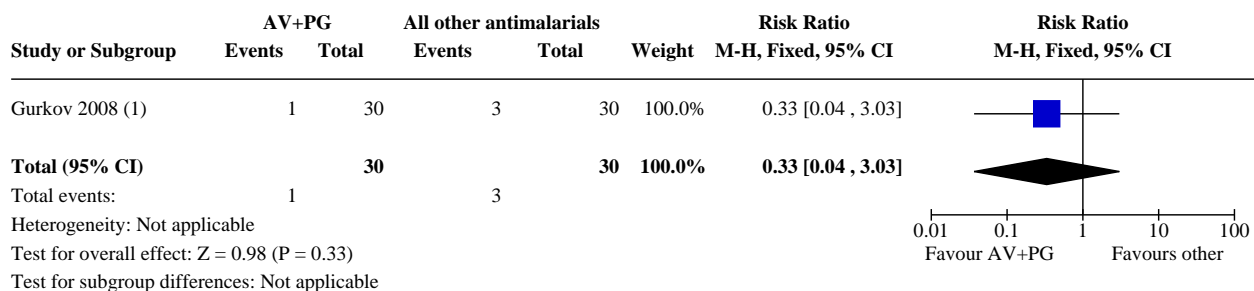 AV+PG All other antimalarials Risk Ratio Risk Ratio
Study or Subgroup Events Total Events Total Weight M-H, Fixed, 95% CI M-H, Fixed, 95% CI
Gurkov 2008 (1) 1 30 3 30 100.0% 0.33 [0.04 , 3.03]
Total (95% CI) 30 30 100.0% 0.33 [0.04 , 3.03]
Total events: 1 3
Heterogeneity: Not applicable
0.01 0.1 1 10 100
Test for overall effect: Z = 0.98 (P = 0.33)
Favour AV+PG Favours other
Test for subgroup differences: Not applicable